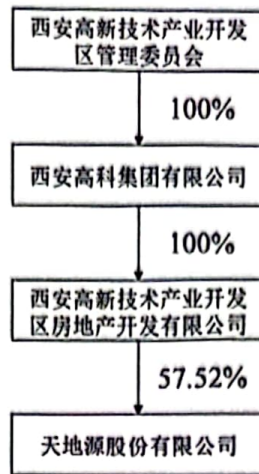 西安高新技术产业开发
区管理委员会
100%
西安高科集团有限公司
100%
西安高新技术产业开发
区房地产开发有限公司
57.52%
天地源股份有限公司